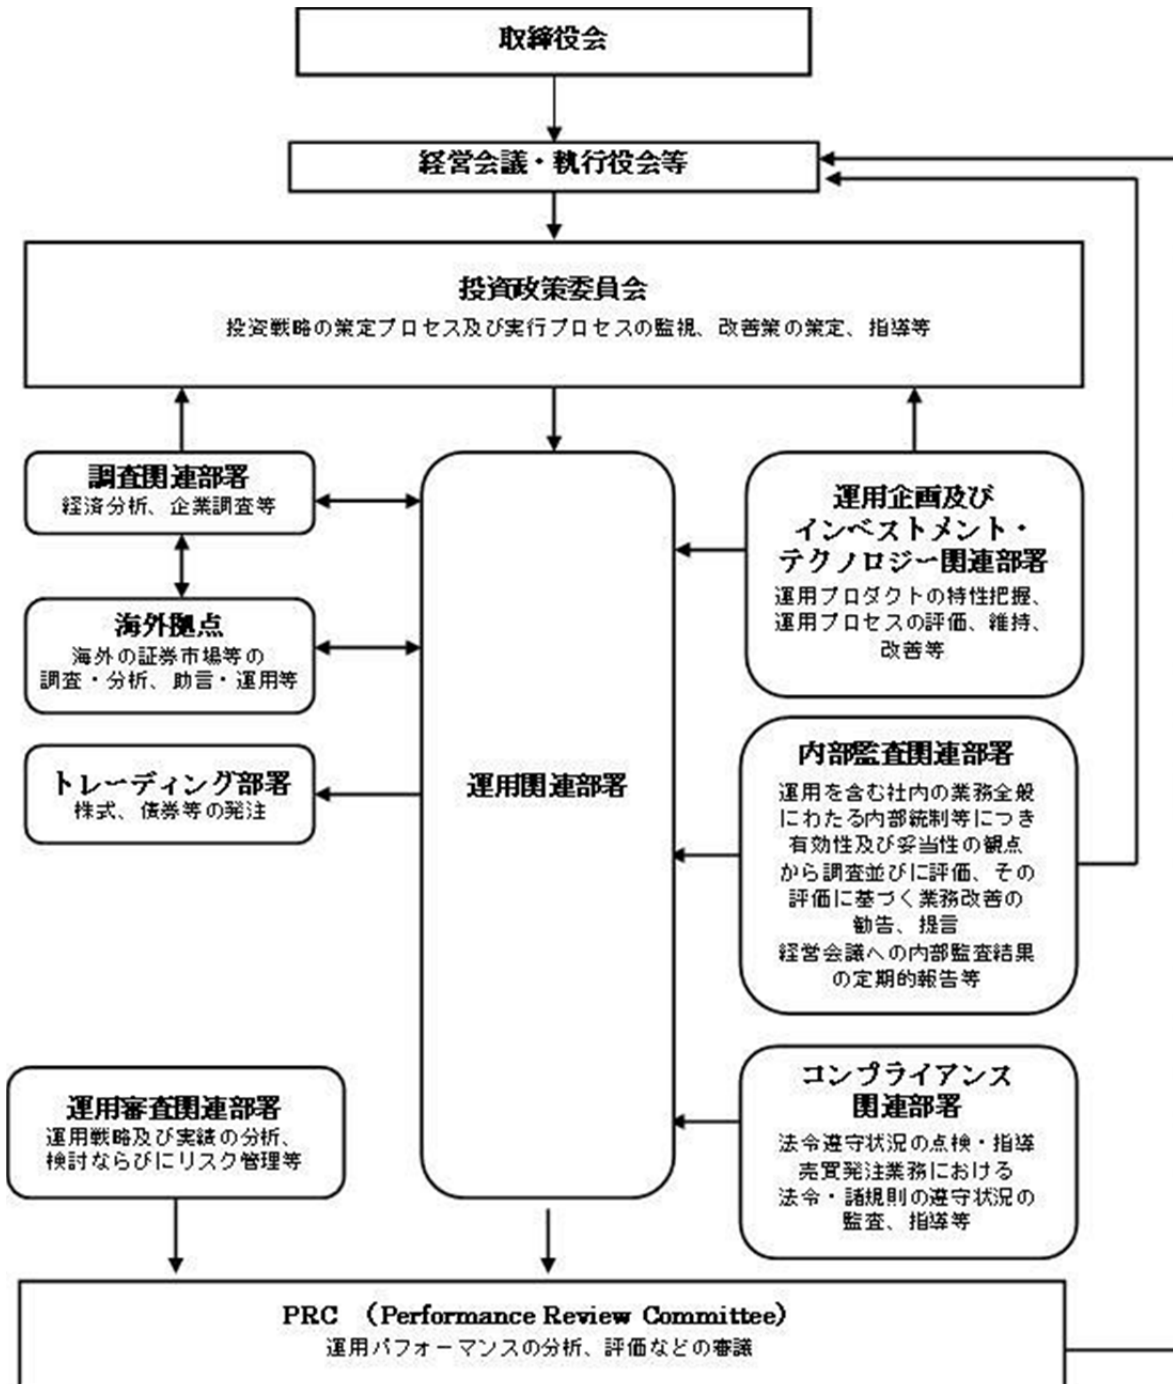 取締役会
経営会議・執行役会等
投資政策委員会
投資戦略の策定プロセス及び実行プロセスの監視、改善策の策定、指導等
調査関連部署
経済分析、企業調査等
海外拠点
海外の証券市場等の
調査・分析、助言・運用等
トレーディング部署
株式、債券等の発注
運用関連部署
運用企画及び
インベストメント・
テクノロジー関連部署
運用プロダクトの特性把握、
運用プロセスの評価、維持、
改善等
内部監査関連部署
運用を含む社内の業務全般
にわたる内部統制等につき
有効性及び妥当性の観点
から調査並びに評価、その
評価に基づく業務改善の
勧告、提言
経営会議への内部監査結果
の定期的報告等
運用審査関連部署
運用戦略及び実績の分析、
検討ならびにリスク管理等
コンプライアンス
関連部署
法令遵守状況の点検・指導
売買発注業務における
法令・諸規則の遵守状況の
監査、指導等
PRC （Performance Review Committee）
運用パフォーマンスの分析、評価などの審議